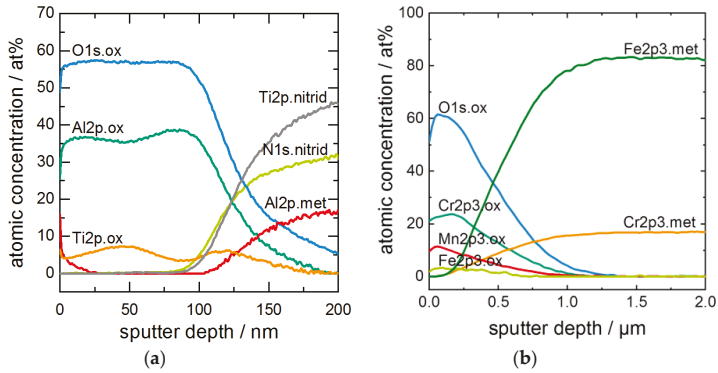 70
60
50
40
30
20
10
0
atomic concentration / at%
O1s.ox
Al2p.ox
Ti2p.ox
Ti2p.nitrid
N1s.nitrid
Al2p.met
0 50 100 150 200
sputter depth / nm
(a)
100
80
60
40
20
0
atomic concentration / at%
Fe2p3.met
O1s.ox
Cr2p3.ox
Mn2p3.ox
Fe2p3.ox
Cr2p3.met
0.0 0.5 1.0 1.5 2.0
sputter depth / µm
(b)